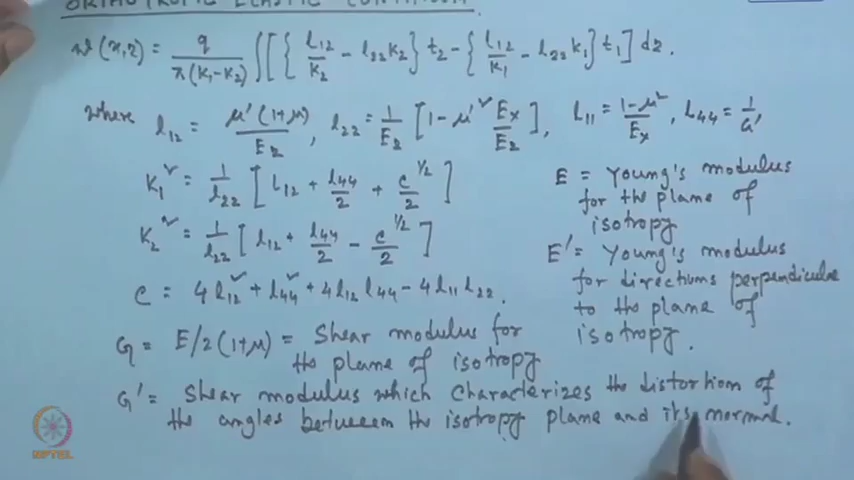 ORTHOTROPIC ELASTIC CONTINUUM
w(x,z) = q/π(k₁-k₂) ∫[{l₁₂/k₂ - l₂₂k₂}t₂ - {l₁₂/k₁ - l₂₂k₁}t₁] dz.
where l₁₂ = μ'(1+μ)/E₂, l₂₂ = 1/E₂ [1-μ'² Ex/E₂], L₁₁ = 1-μ²/Ex, L₄₄ = 1/G'
K₁² = 1/l₂₂ [L₁₂ + l₄₄/2 + c^1/2/2]
K₂² = 1/l₂₂ [l₁₂ + l₄₄/2 - c^1/2/2]
C = 4l₁₂² + l₄₄² + 4l₁₂l₄₄ - 4l₁₁l₂₂.
E = Young's modulus
for the plane of
isotropy
E' = Young's modulus
for directions perpendicular
to the plane of
isotropy.
G = E/2(1+μ) = Shear modulus for
the plane of isotropy
G' = Shear modulus which characterizes the distortion of
the angles between the isotropy plane and its normal.
NPTEL